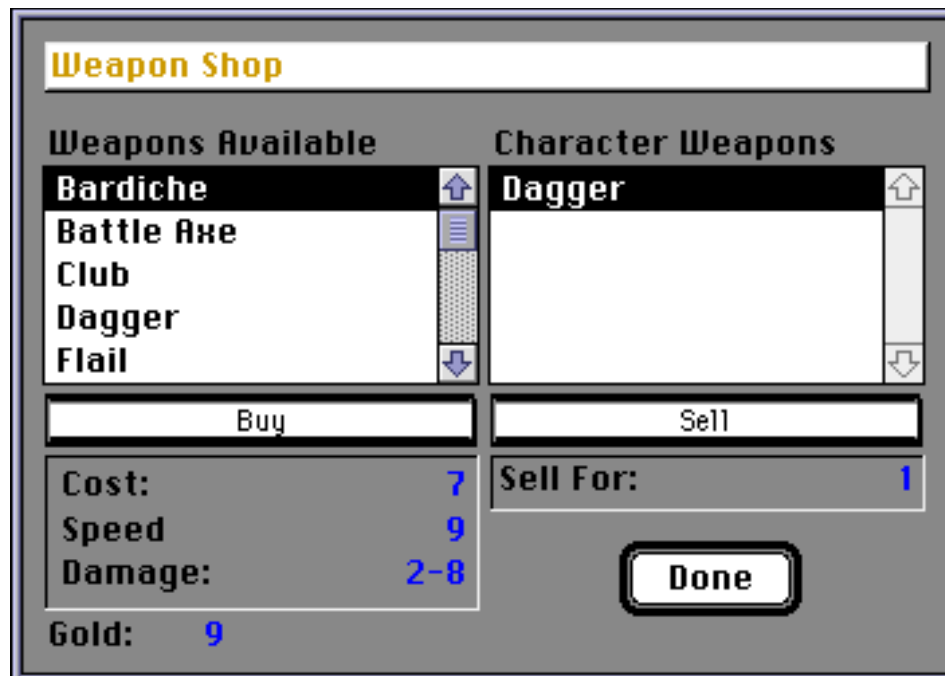 Weapon Shop
Weapons Available
Bardiche
Battle Axe
Club
Dagger
Flail
Buy
Cost: 7
Speed 9
Damage: 2-8
Gold: 9
Character Weapons
Dagger
Sell
Sell For: 1
Done